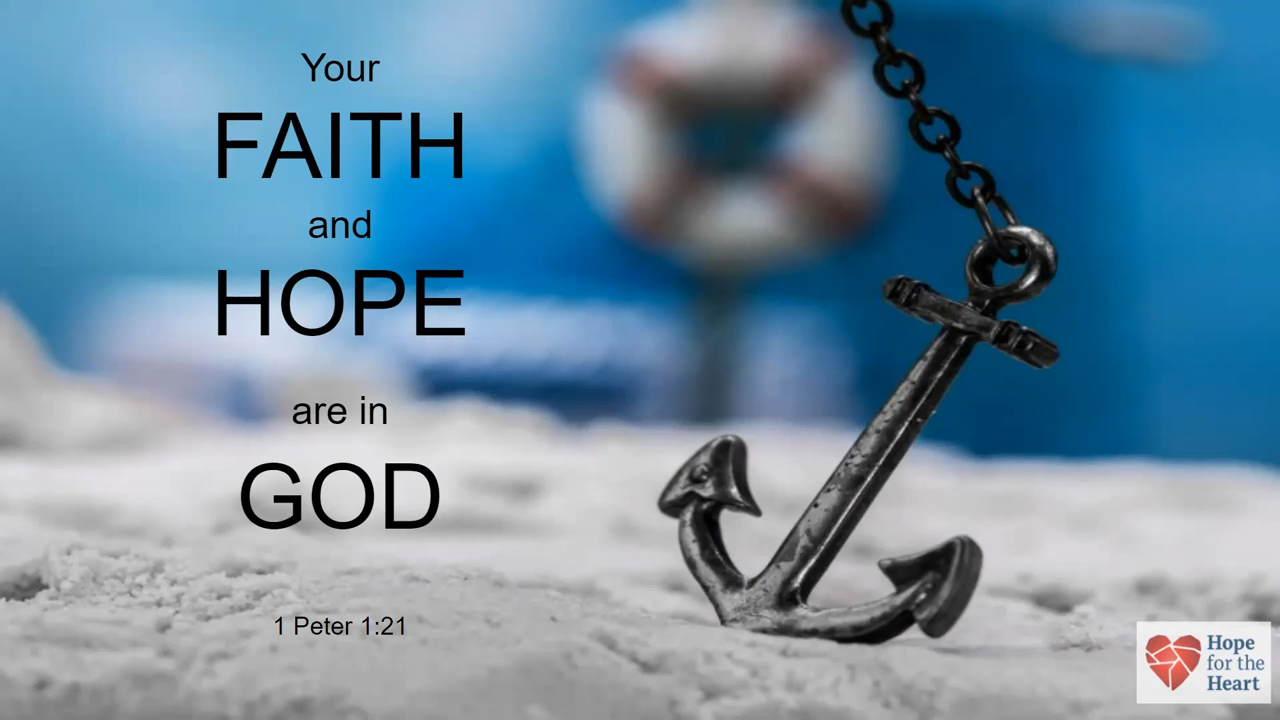 Your
FAITH
and
HOPE
are in
GOD
1 Peter 1:21
Hope
for the
Heart